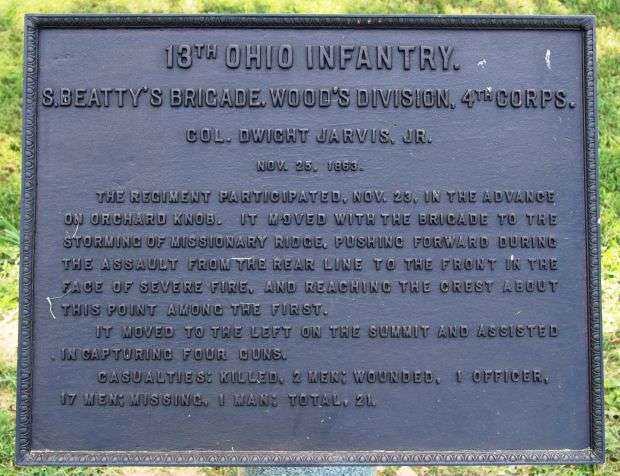 13TH OHIO INFANTRY.
S. BEATTY'S BRIGADE. WOOD'S DIVISION, 4TH CORPS.
COL. DWIGHT JARVIS, JR.
NOV. 25, 1863.
THE REGIMENT PARTICIPATED, NOV. 23, IN THE ADVANCE
ON ORCHARD KNOB. IT MOVED WITH THE BRIGADE TO THE
STORMING OF MISSIONARY RIDGE, PUSHING FORWARD DURING
THE ASSAULT FROM THE REAR LINE TO THE FRONT IN THE
FACE OF SEVERE FIRE, AND REACHING THE CREST ABOUT
THIS POINT AMONG THE FIRST.
IT MOVED TO THE LEFT ON THE SUMMIT AND ASSISTED
IN CAPTURING FOUR GUNS.
CASUALTIES: KILLED, 2 MEN; WOUNDED, 1 OFFICER,
17 MEN; MISSING, 1 MAN; TOTAL, 21.